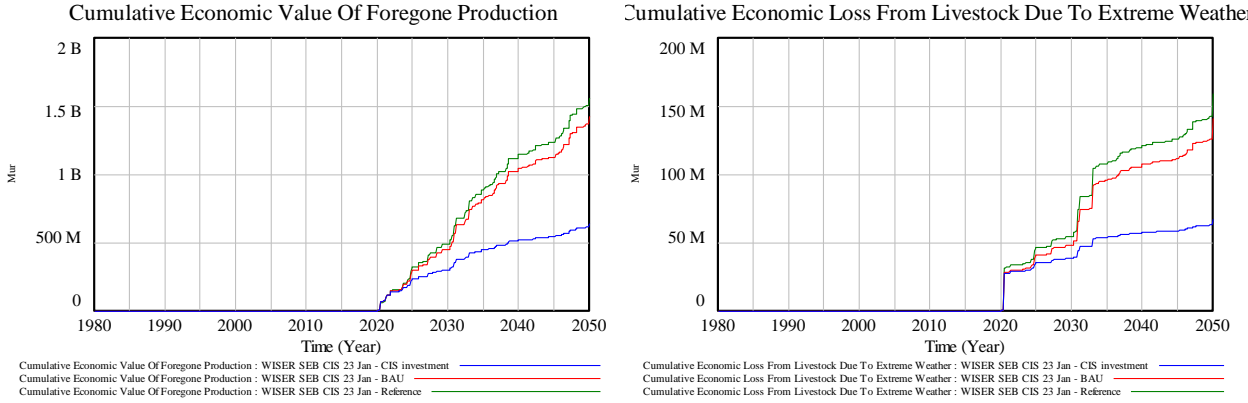 Cumulative Economic Value Of Foregone Production
2 B
1.5 B
1 B
500 M
0
Mur
1980 1990 2000 2010 2020 2030 2040 2050
Time (Year)
Cumulative Economic Value Of Foregone Production : WISER SEB CIS 23 Jan - CIS investment
Cumulative Economic Value Of Foregone Production : WISER SEB CIS 23 Jan - BAU
Cumulative Economic Value Of Foregone Production : WISER SEB CIS 23 Jan - Reference
Cumulative Economic Loss From Livestock Due To Extreme Weather
200 M
150 M
100 M
50 M
0
Mur
1980 1990 2000 2010 2020 2030 2040 2050
Time (Year)
Cumulative Economic Loss From Livestock Due To Extreme Weather : WISER SEB CIS 23 Jan - CIS investment
Cumulative Economic Loss From Livestock Due To Extreme Weather : WISER SEB CIS 23 Jan - BAU
Cumulative Economic Loss From Livestock Due To Extreme Weather : WISER SEB CIS 23 Jan - Reference